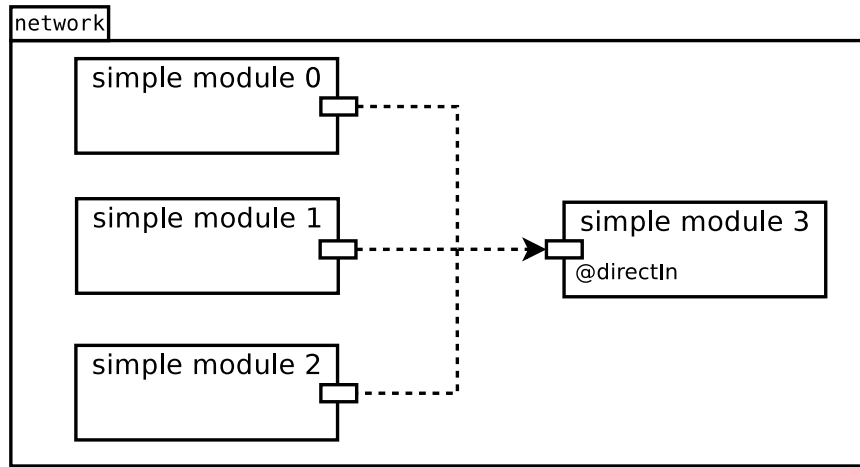 network
simple module 0
simple module 1
simple module 3
@directIn
simple module 2